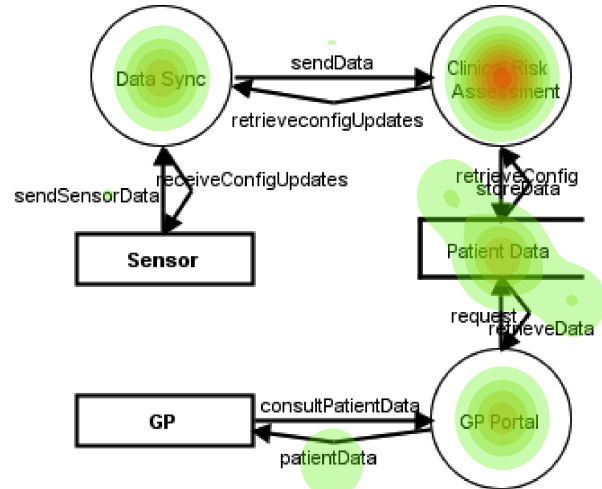 sendData
Data Sync
Clinical Risk
Assessment
retrieveconfigUpdates
receiveConfigUpdates
sendSensorData
retrieveConfig
storeData
Sensor
Patient Data
request
retrieveData
consultPatientData
GP
GP Portal
patientData